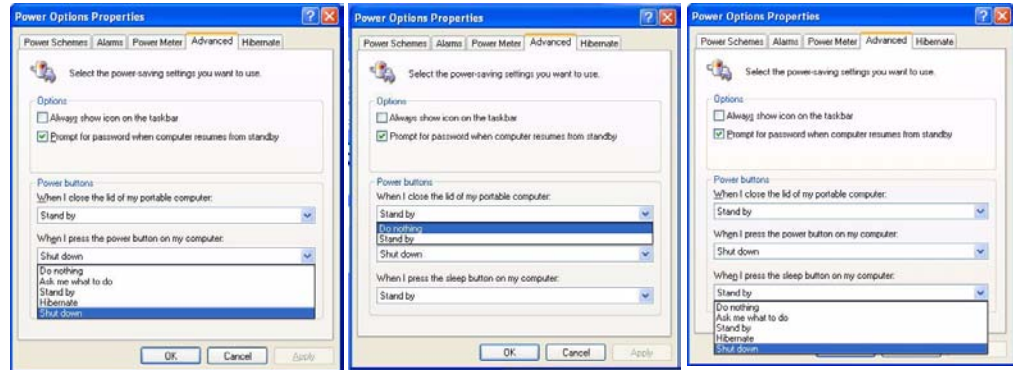 Power Options Properties
Power Schemes Alarms Power Meter Advanced Hibernate
Select the power-saving settings you want to use.
Options
Always show icon on the taskbar
Prompt for password when computer resumes from standby
Power buttons
When I close the lid of my portable computer:
Stand by
When I press the power button on my computer:
Shut down
Do nothing
Ask me what to do
Stand by
Hibernate
Shut down
OK Cancel Apply
Power Options Properties
Power Schemes Alarms Power Meter Advanced Hibernate
Select the power-saving settings you want to use.
Options
Always show icon on the taskbar
Prompt for password when computer resumes from standby
Power buttons
When I close the lid of my portable computer:
Stand by
Do nothing
Stand by
Shut down
When I press the sleep button on my computer:
Stand by
OK Cancel Apply
Power Options Properties
Power Schemes Alarms Power Meter Advanced Hibernate
Select the power-saving settings you want to use.
Options
Always show icon on the taskbar
Prompt for password when computer resumes from standby
Power buttons
When I close the lid of my portable computer:
Stand by
When I press the power button on my computer:
Shut down
When I press the sleep button on my computer:
Stand by
Do nothing
Ask me what to do
Stand by
Hibernate
Shut down